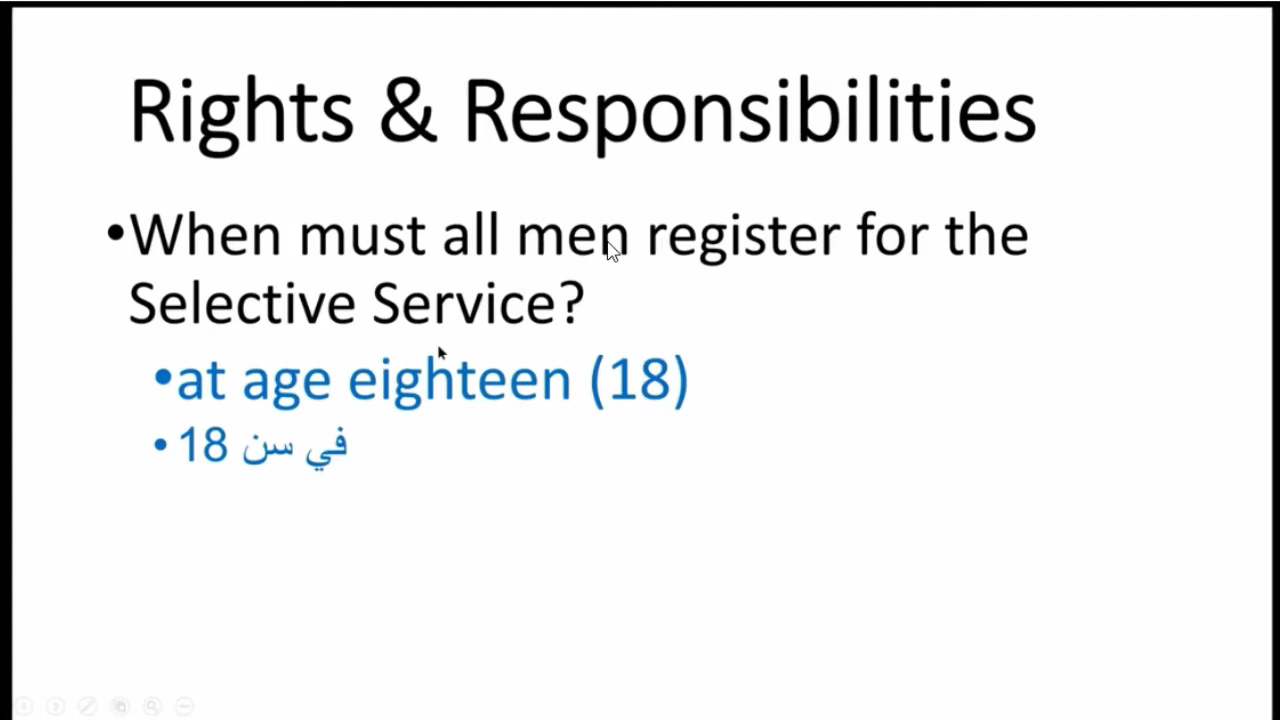 Rights & Responsibilities
•When must all men register for the
Selective Service?
•at age eighteen (18)
• في سن 18